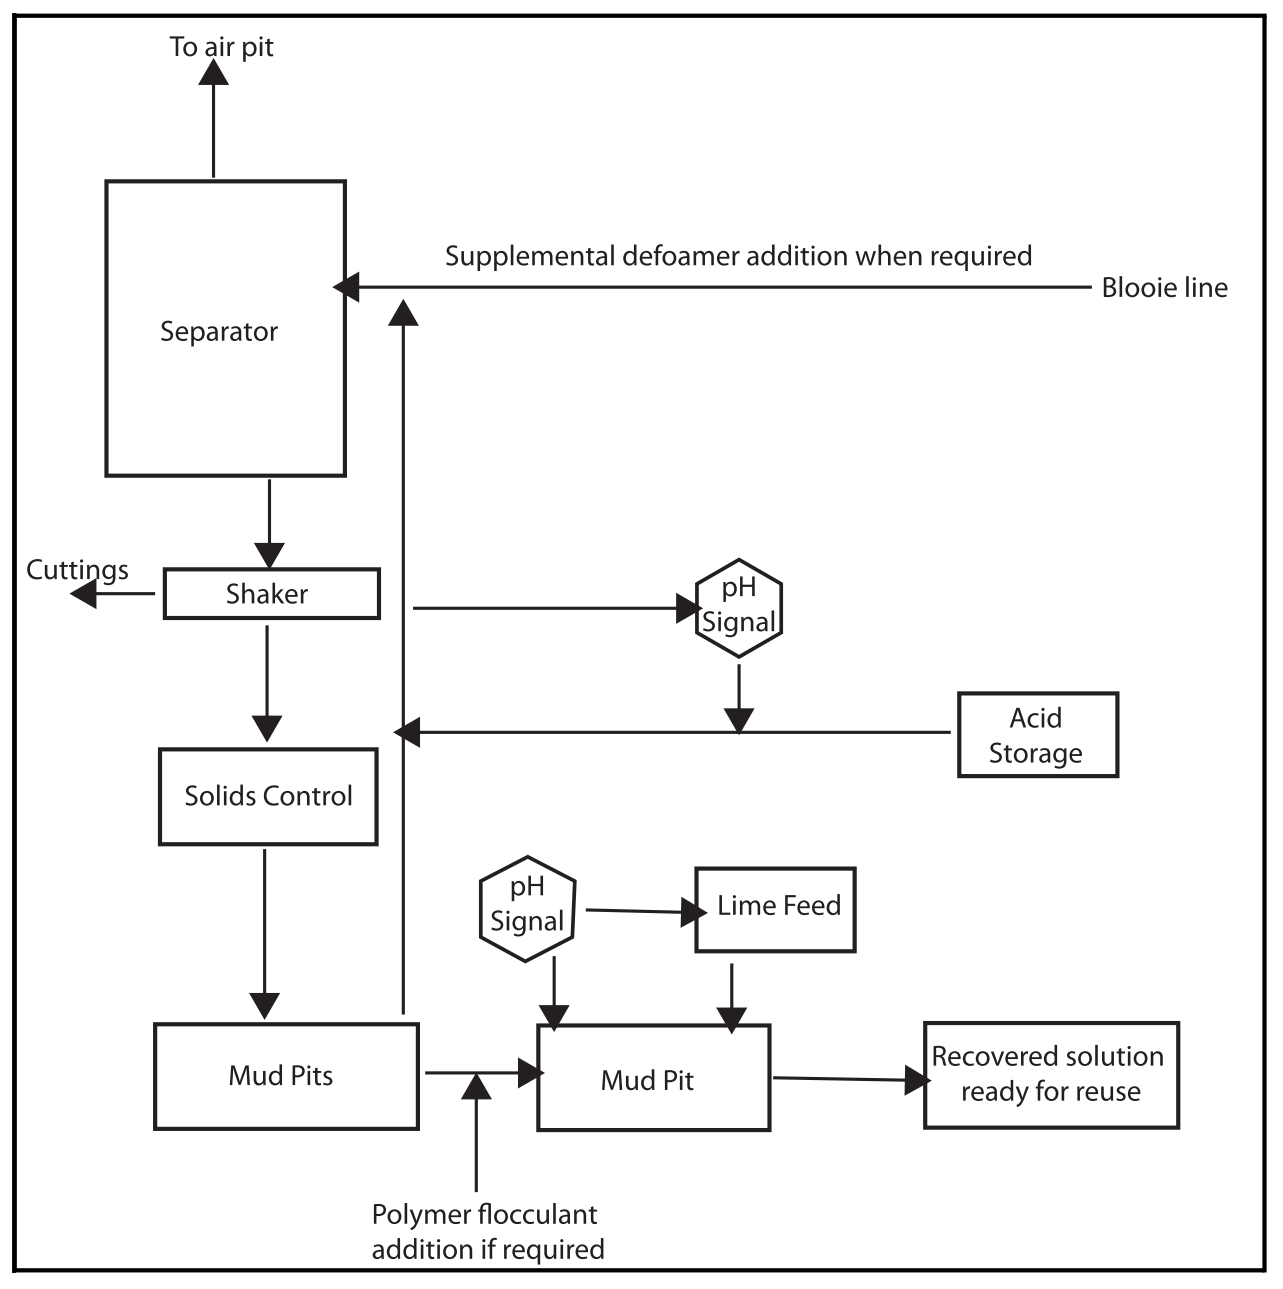 To air pit
Supplemental defoamer addition when required
Blooie line
Separator
Cuttings
Shaker
pH
Signal
Acid
Storage
Solids Control
pH
Signal
Lime Feed
Mud Pits
Mud Pit
Recovered solution
ready for reuse
Polymer flocculant
addition if required